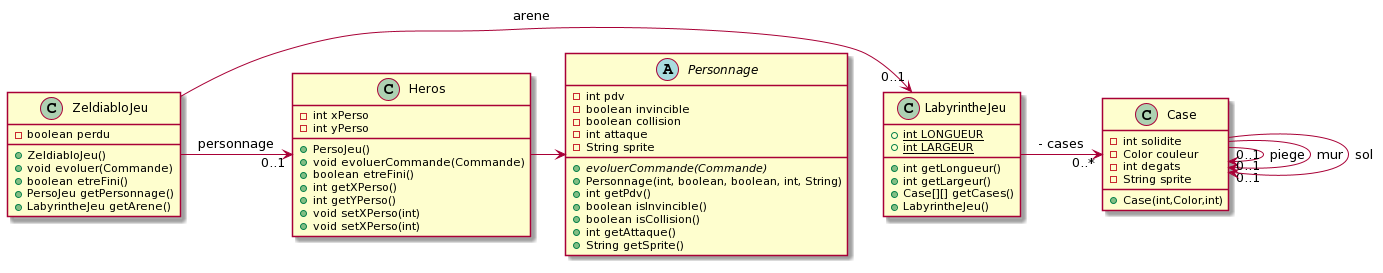 arene
0..1
C ZeldiabloJeu
boolean perdu
ZeldiabloJeu()
void evoluer(Commande)
boolean etreFini()
PersoJeu getPersonnage()
LabyrintheJeu getArene()
personnage
0..1
C Heros
int xPerso
int yPerso
PersoJeu()
void evoluerCommande(Commande)
boolean etreFini()
int getXPerso()
int getYPerso()
void setXPerso(int)
void setXPerso(int)
A Personnage
int pdv
boolean invincible
boolean collision
int attaque
String sprite
evoluerCommande(Commande)
Personnage(int, boolean, boolean, int, String)
int getPdv()
boolean isInvincible()
boolean isCollision()
int getAttaque()
String getSprite()
C LabyrintheJeu
int LONGUEUR
int LARGEUR
int getLongueur()
int getLargeur()
Case[][] getCases()
LabyrintheJeu()
- cases
0..*
C Case
int solidite
Color couleur
int degats
String sprite
Case(int,Color,int)
0..1 piege mur sol
0..1
0..1